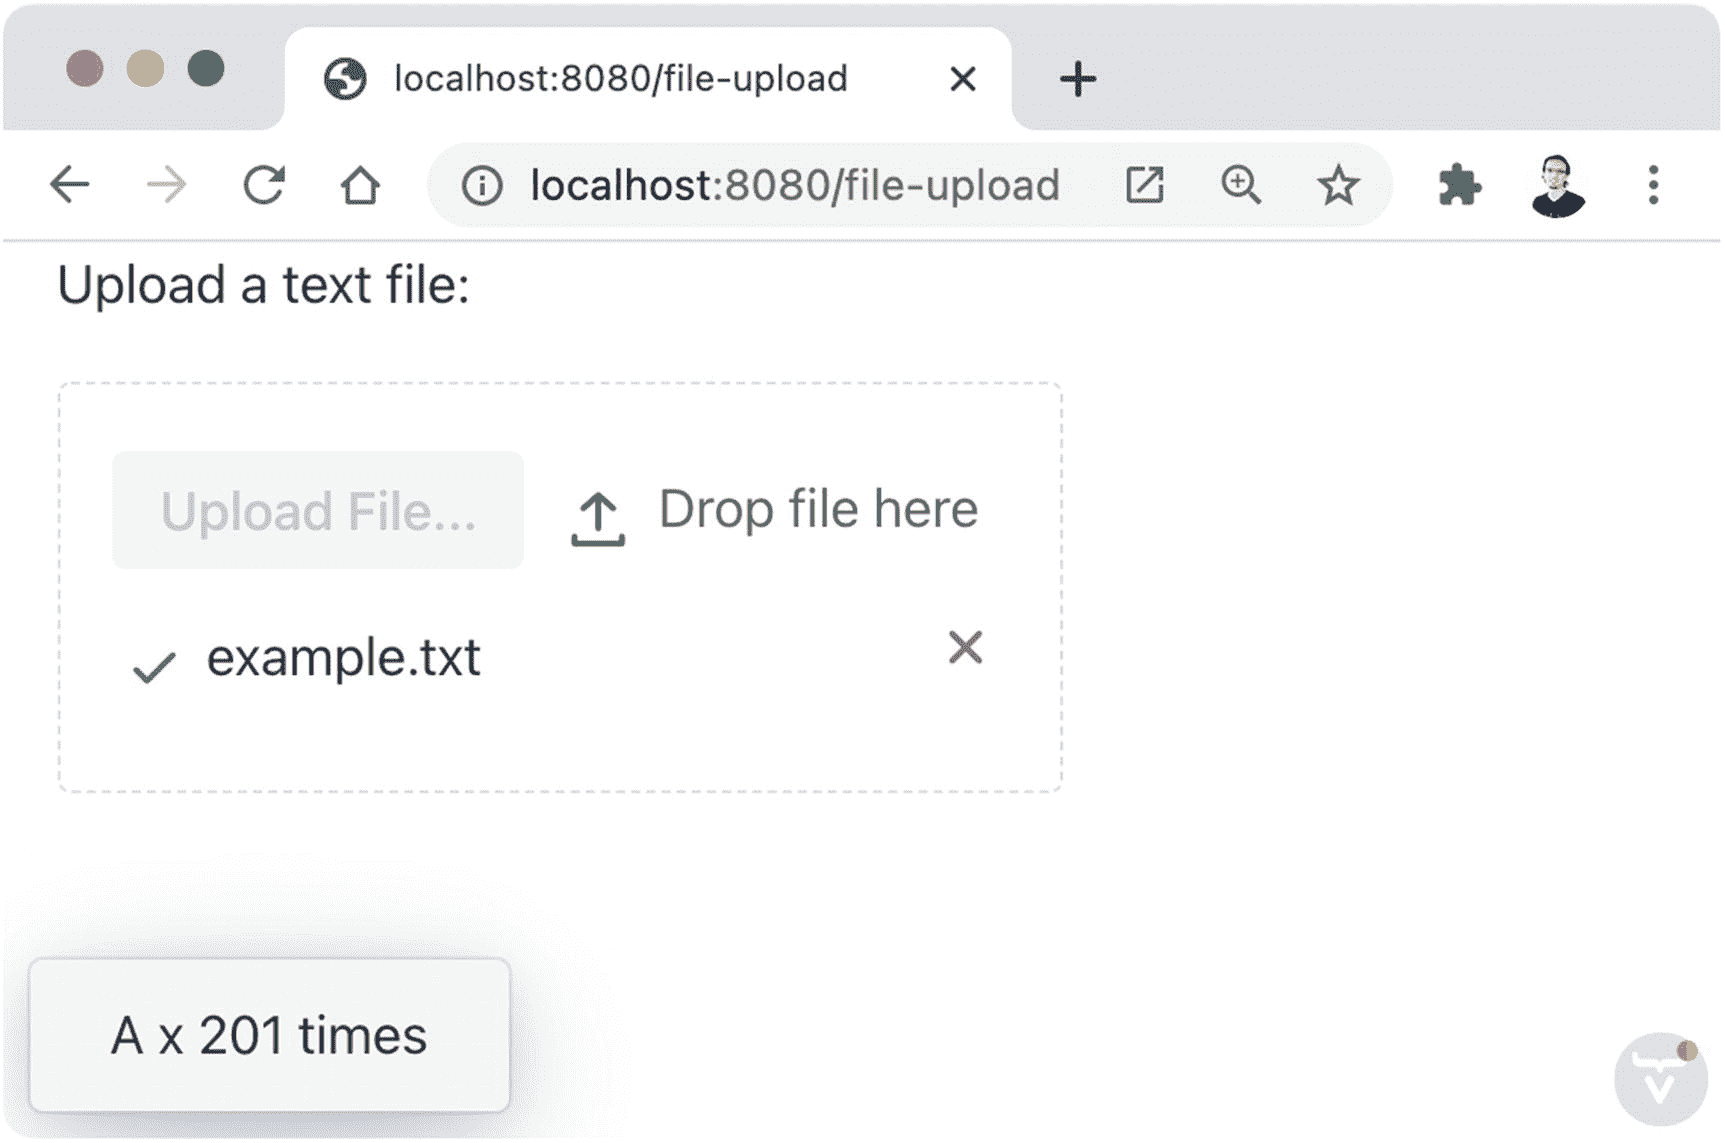 localhost:8080/file-upload
localhost:8080/file-upload
Upload a text file:
Upload File...
Drop file here
example.txt
A x 201 times